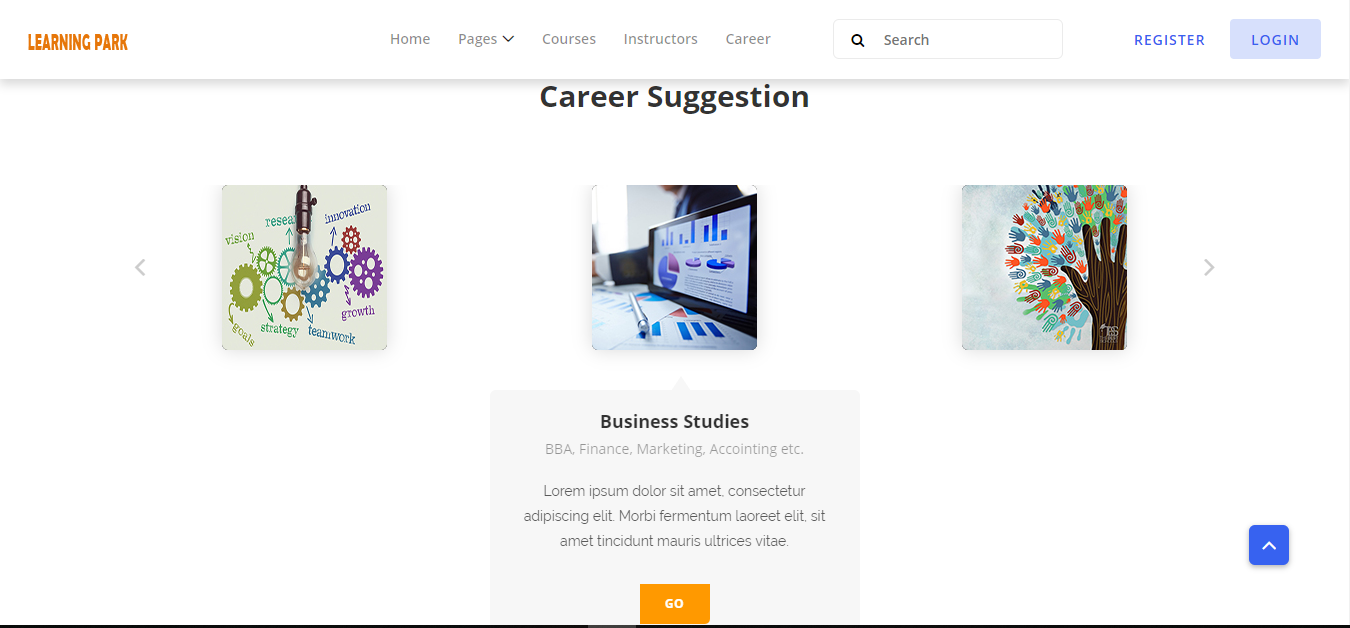 LEARNING PARK
Home Pages Courses Instructors Career
Search
REGISTER LOGIN
Career Suggestion
vision research innovation
goals strategy teamwork growth
Business Studies
BBA, Finance, Marketing, Accointing etc.
Lorem ipsum dolor sit amet, consectetur
adipiscing elit. Morbi fermentum laoreet elit, sit
amet tincidunt mauris ultrices vitae.
GO